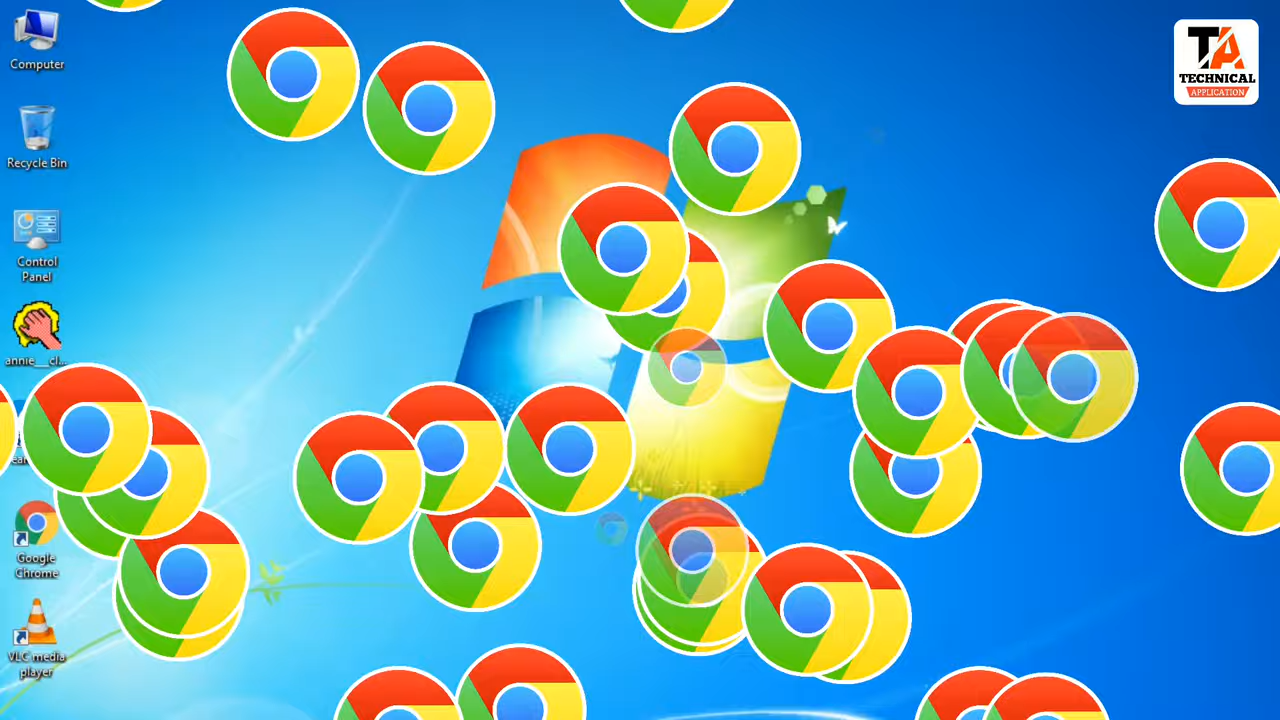 Computer
Recycle Bin
Control
Panel
annie__cl...
Google
Chrome
VLC media
player
TA
TECHNICAL
APPLICATION